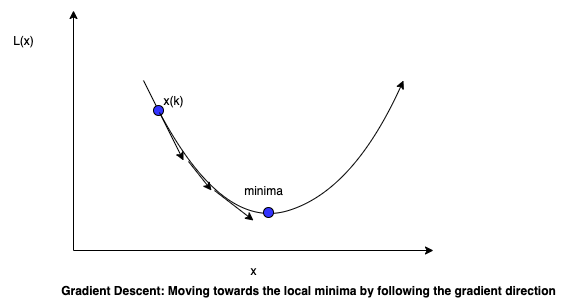 L(x)
x(k)
minima
x
Gradient Descent: Moving towards the local minima by following the gradient direction